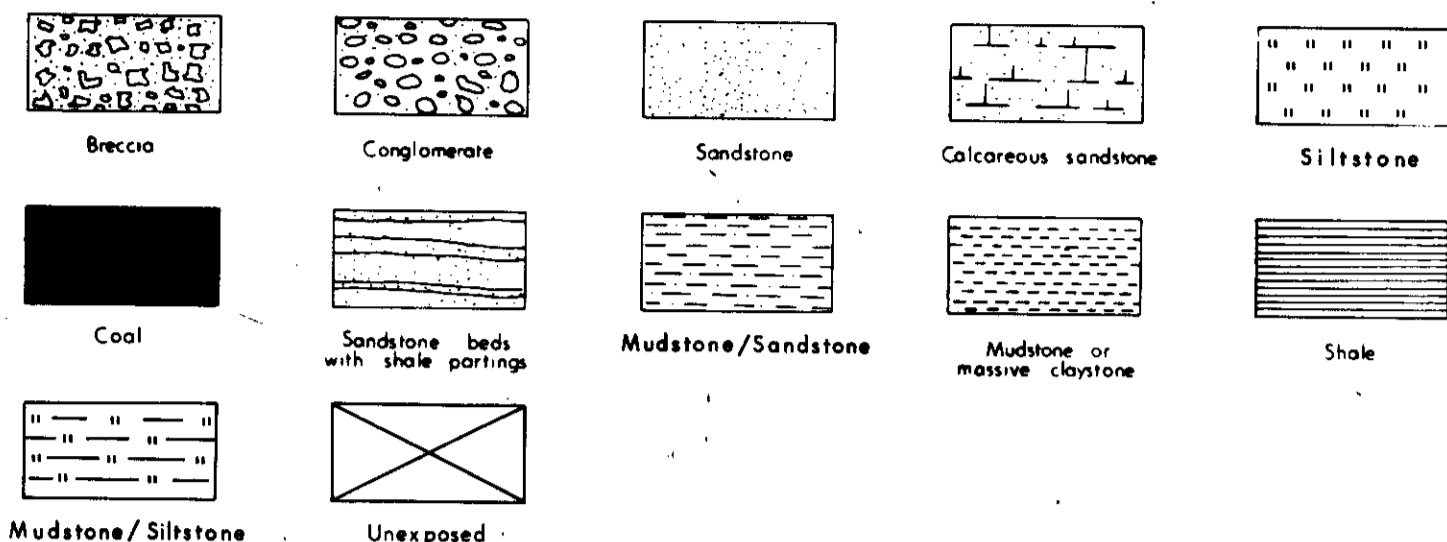 Breccia
Conglomerate
Sandstone
Calcareous sandstone
Siltstone
Coal
Sandstone beds
with shale partings
Mudstone/Sandstone
Mudstone or
massive claystone
Shale
Mudstone/Siltstone
Unexposed